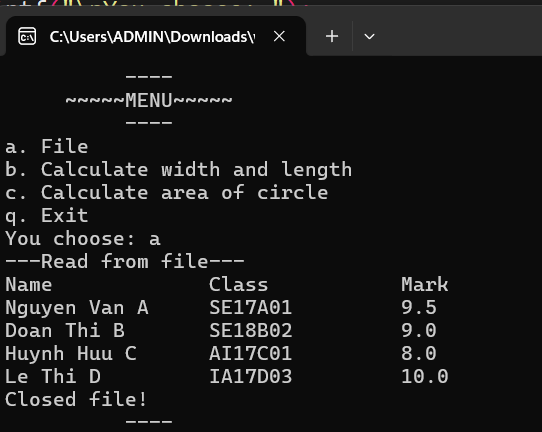 C:\Users\ADMIN\Downloads\
----
~~~~~MENU~~~~~
----
a. File
b. Calculate width and length
c. Calculate area of circle
q. Exit
You choose: a
---Read from file---
Name Class Mark
Nguyen Van A SE17A01 9.5
Doan Thi B SE18B02 9.0
Huynh Huu C AI17C01 8.0
Le Thi D IA17D03 10.0
Closed file!
----